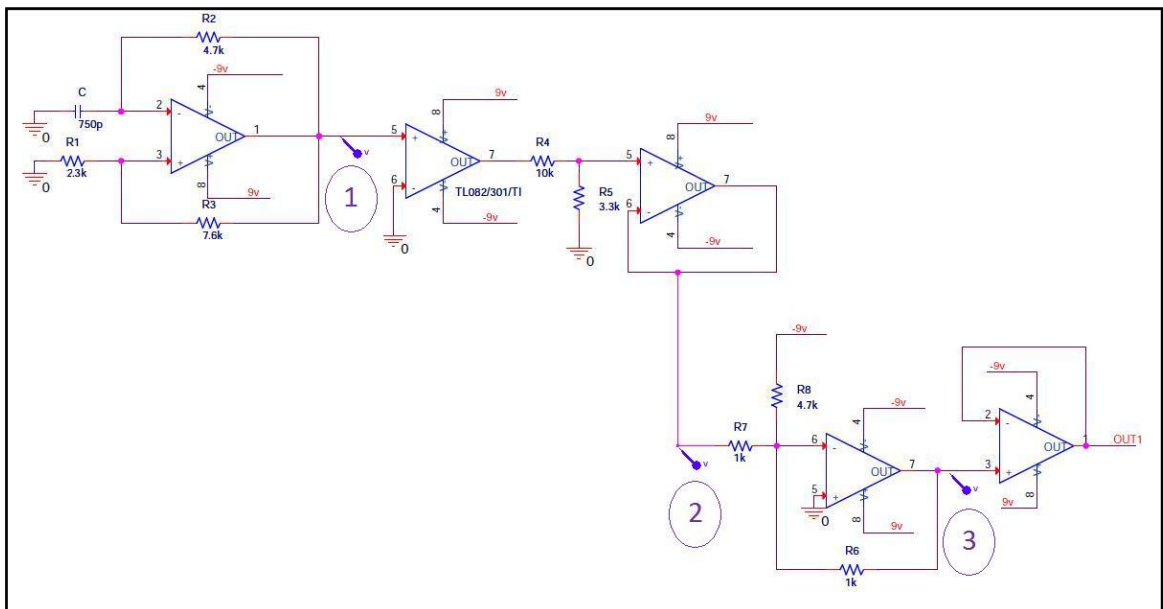 R2
4.7k
-9v
4
V-
C
750p
0
2
-
OUT
1
R1
2.3k
0
3
+
V+
8
9v
R3
7.6k
v
1
9v
8
V+
5
+
OUT
7
6
-
V-
TL082/301/TI
4
-9v
0
R4
10k
R5
3.3k
0
9v
8
V+
5
+
OUT
7
6
-
V-
4
-9v
-9v
R8
4.7k
R7
1k
v
2
-9v
4
V-
6
-
OUT
7
5
+
0
V+
8
9v
R6
1k
v
3
-9v
4
V-
2
-
OUT
1
OUT1
3
+
V+
8
9v